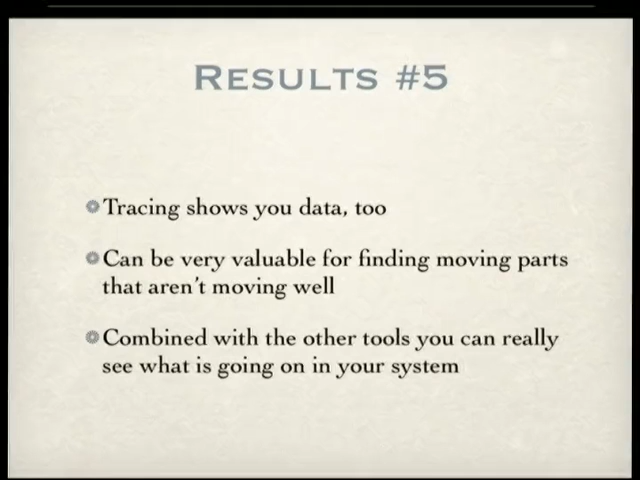 RESULTS #5
Tracing shows you data, too
Can be very valuable for finding moving parts
that aren't moving well
Combined with the other tools you can really
see what is going on in your system